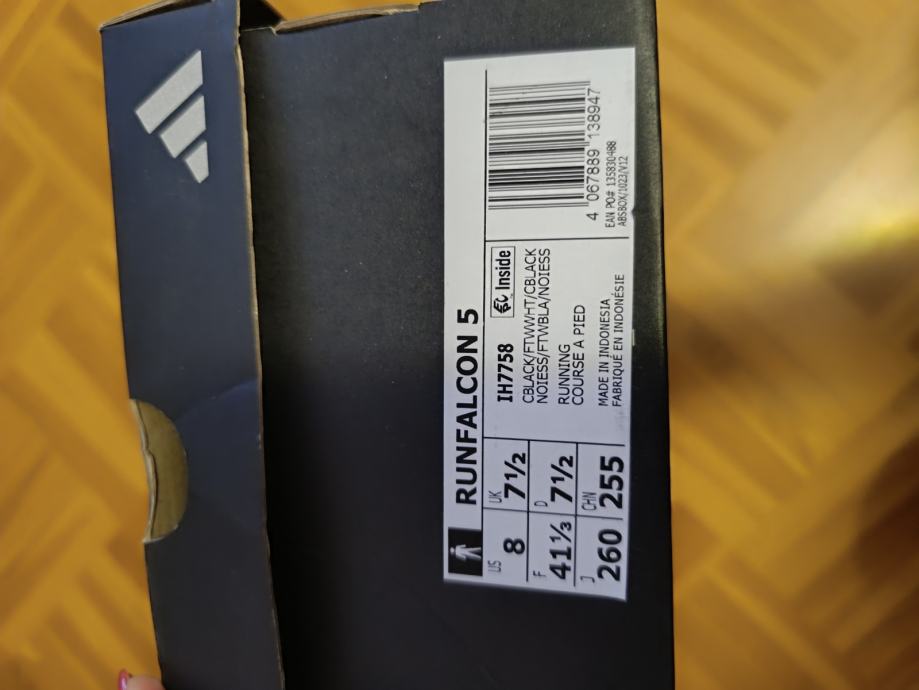 RUNFALCON 5
US
8
UK
7½
F
41⅓
D
7½
J
260
CHN
255
IH7758
Inside
CBLACK/FTWWHT/CBLACK
NOIESS/FTWBLA/NOIESS
RUNNING
COURSE A PIED
MADE IN INDONESIA
FABRIQUÉ EN INDONÉSIE
4 067889 138947
EAN PO# 135830488
ABSBOX/1023/V12